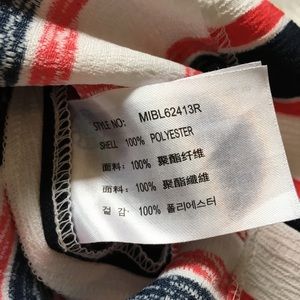 STYLE NO: MIBL62413R
SHELL 100% POLYESTER
面料: 100% 聚酯纤维
面料: 100% 聚酯纖維
겉 감: 100% 폴리에스터